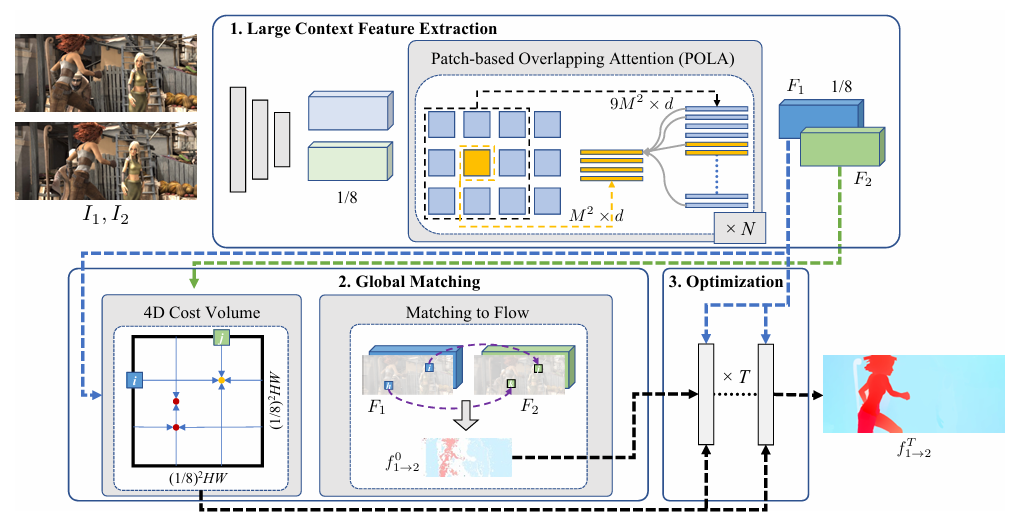 1. Large Context Feature Extraction
Patch-based Overlapping Attention (POLA)
$9M^2 \times d$
$F_1$ 1/8
$F_2$
1/8
$M^2 \times d$
× N
$I_1, I_2$
2. Global Matching
3. Optimization
4D Cost Volume
Matching to Flow
j
i
$(1/8)^2HW$
$(1/8)^2HW$
i
h
$F_1$
$F_2$
$f^0_{1\to2}$
× T
$f^T_{1\to2}$